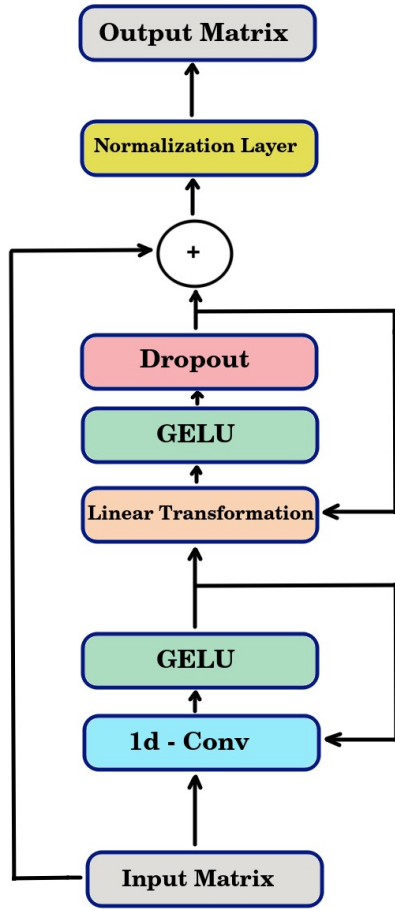 Output Matrix
Normalization Layer
+
Dropout
GELU
Linear Transformation
GELU
1d - Conv
Input Matrix